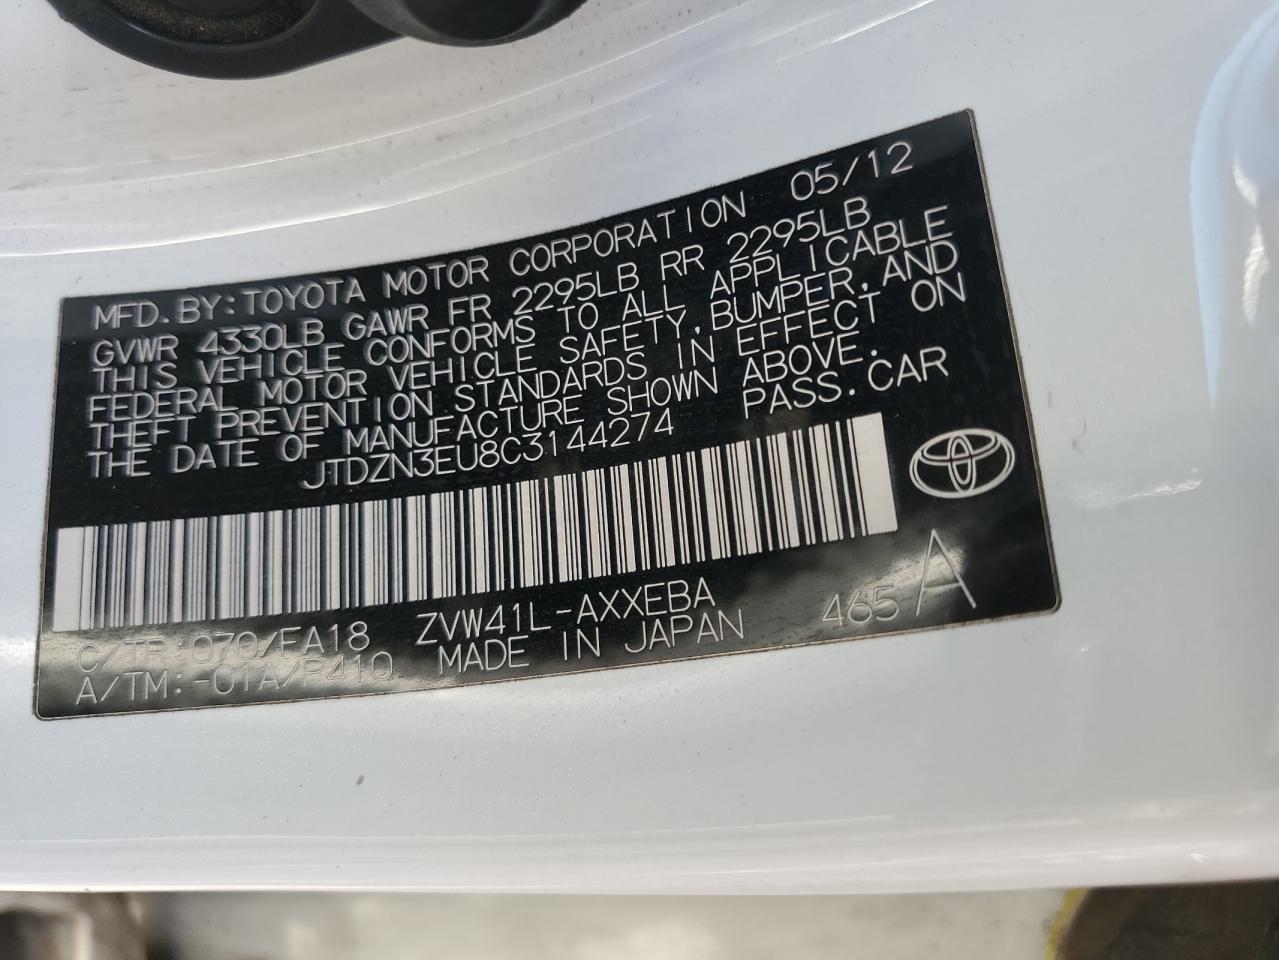 MFD.BY:TOYOTA MOTOR CORPORATION 05/12
GVWR 4330LB GAWR FR 2295LB RR 2295LB
THIS VEHICLE CONFORMS TO ALL APPLICABLE
FEDERAL MOTOR VEHICLE SAFETY,BUMPER,AND
THEFT PREVENTION STANDARDS IN EFFECT ON
THE DATE OF MANUFACTURE SHOWN ABOVE.
JTDZN3EU8C3144274 PASS.CAR
C/TR:070/FA18 ZVW41L-AXXEBA 465 A
A/TM:-01A/P410 MADE IN JAPAN